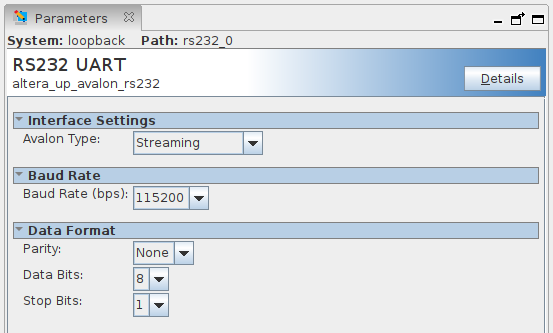 Parameters
System: loopback Path: rs232_0
RS232 UART
altera_up_avalon_rs232
Details
Interface Settings
Avalon Type: Streaming
Baud Rate
Baud Rate (bps): 115200
Data Format
Parity: None
Data Bits: 8
Stop Bits: 1